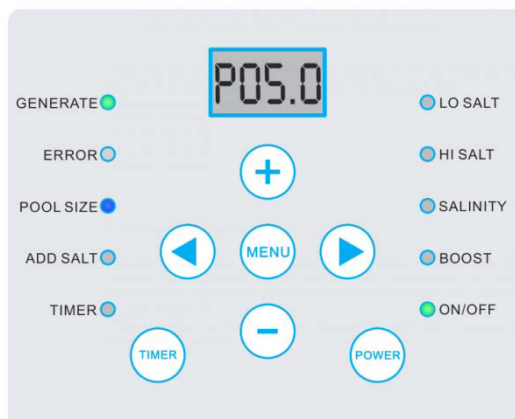 P05.0
GENERATE
LO SALT
ERROR
HI SALT
POOL SIZE
SALINITY
ADD SALT
MENU
BOOST
TIMER
ON/OFF
TIMER
POWER